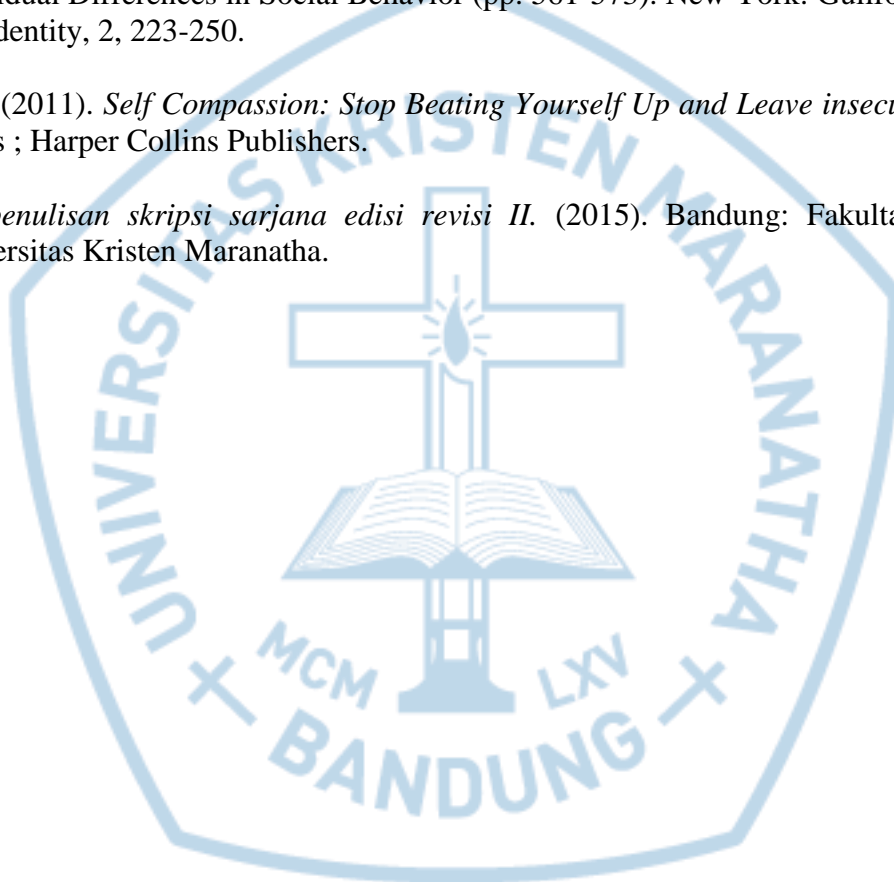 Individual Differences in Social Behavior (pp. 561-573). New York: Guilfo
dentity, 2, 223-250.
(2011). Self Compassion: Stop Beating Yourself Up and Leave insecu
s ; Harper Collins Publishers.
penulisan skripsi sarjana edisi revisi II. (2015). Bandung: Fakulta
ersitas Kristen Maranatha.
UNIVERSITAS KRISTEN MARANATHA
MCM LXV
BANDUNG